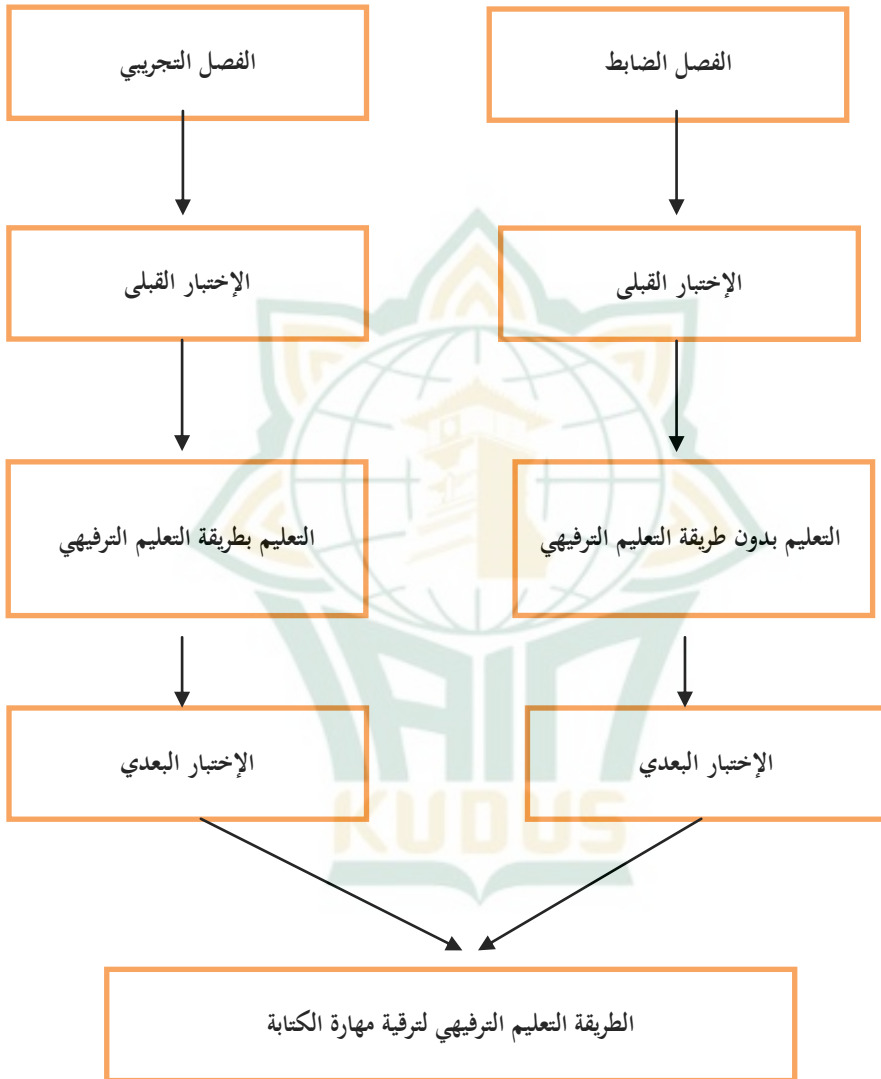 الفصل الضابط
الفصل التجريبي
الإختبار القبلى
الإختبار القبلى
التعليم بدون طريقة التعليم الترفيهي
التعليم بطريقة التعليم الترفيهي
الإختبار البعدي
الإختبار البعدي
الطريقة التعليم الترفيهي لترقية مهارة الكتابة
IAIN
KUDUS